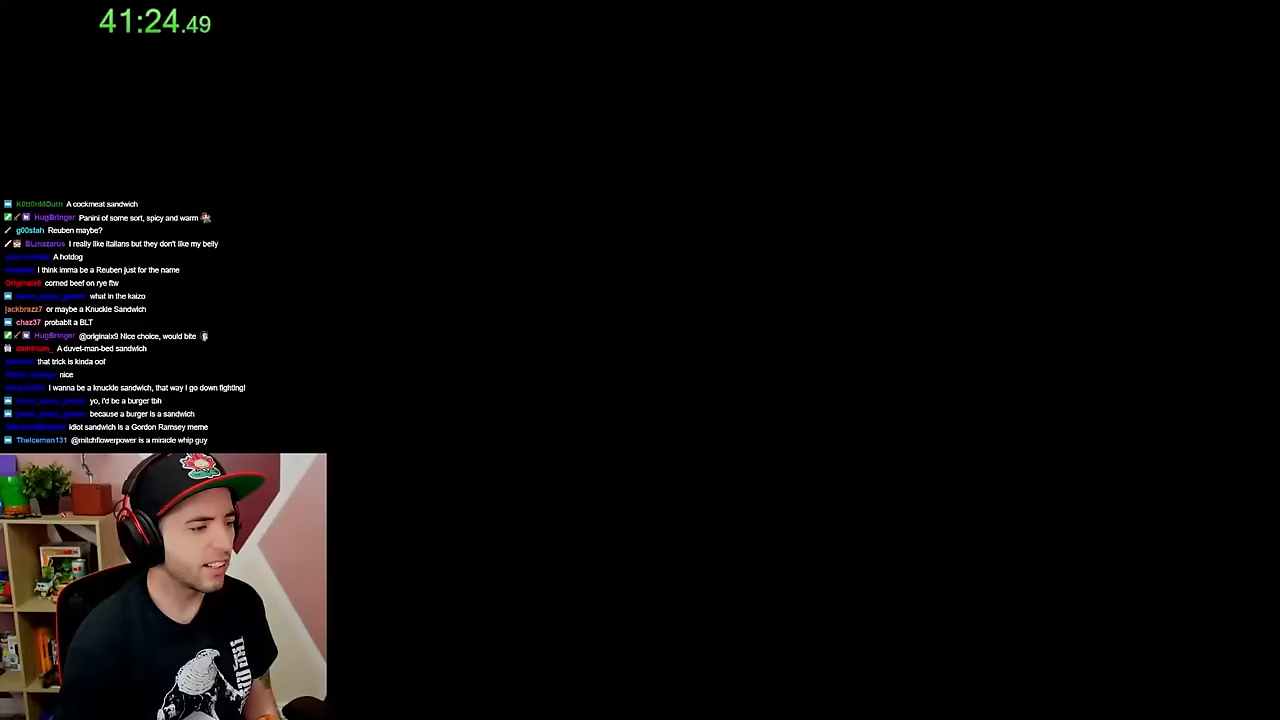 41:24.49
KittenMOuth A cockmeat sandwich
HugBringer Panini of some sort, spicy and warm
g00stah Reuben maybe?
BLmazarus I really like italians but they don't like my belly
A hotdog
I think imma be a Reuben just for the name
Originalx9 corned beef on rye ftw
what in the kaizo
jackbrazz7 or maybe a Knuckle Sandwich
chaz37 probablt a BLT
HugBringer @originalx9 Nice choice, would bite
A duvet-man-bed sandwich
that trick is kinda oof
nice
I wanna be a knuckle sandwich, that way I go down fighting!
yo, i'd be a burger tbh
because a burger is a sandwich
idiot sandwich is a Gordon Ramsey meme
TheIceman131 @mitchflowerpower is a miracle whip guy